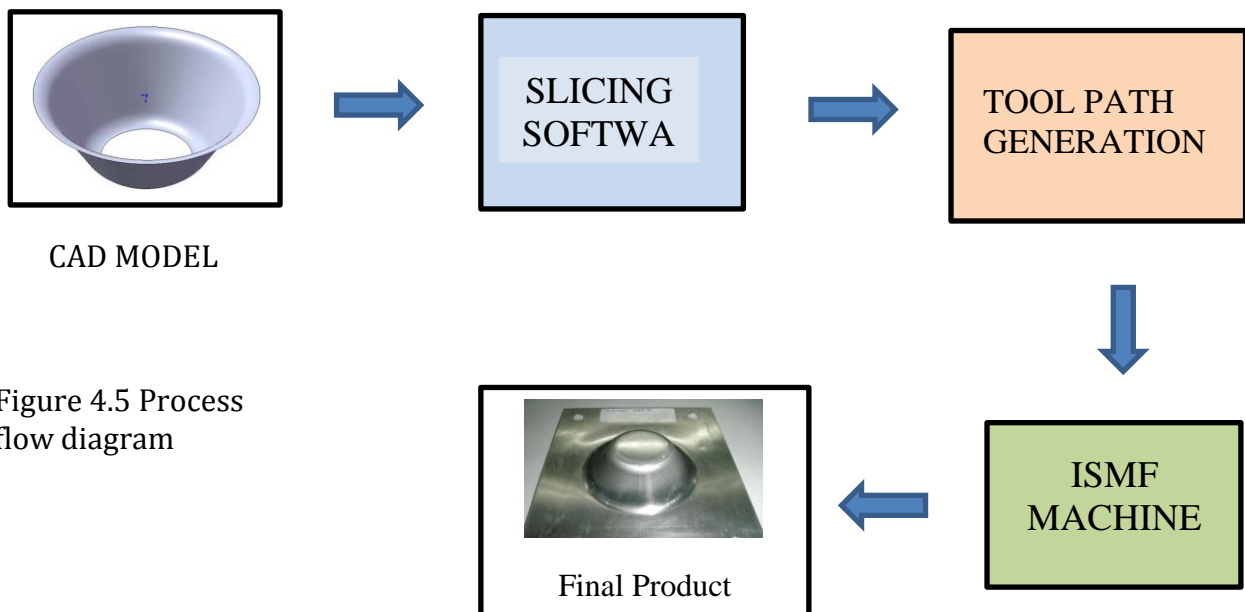 SLICING
SOFTWA
TOOL PATH
GENERATION
CAD MODEL
Figure 4.5 Process
flow diagram
ISMF
MACHINE
Final Product